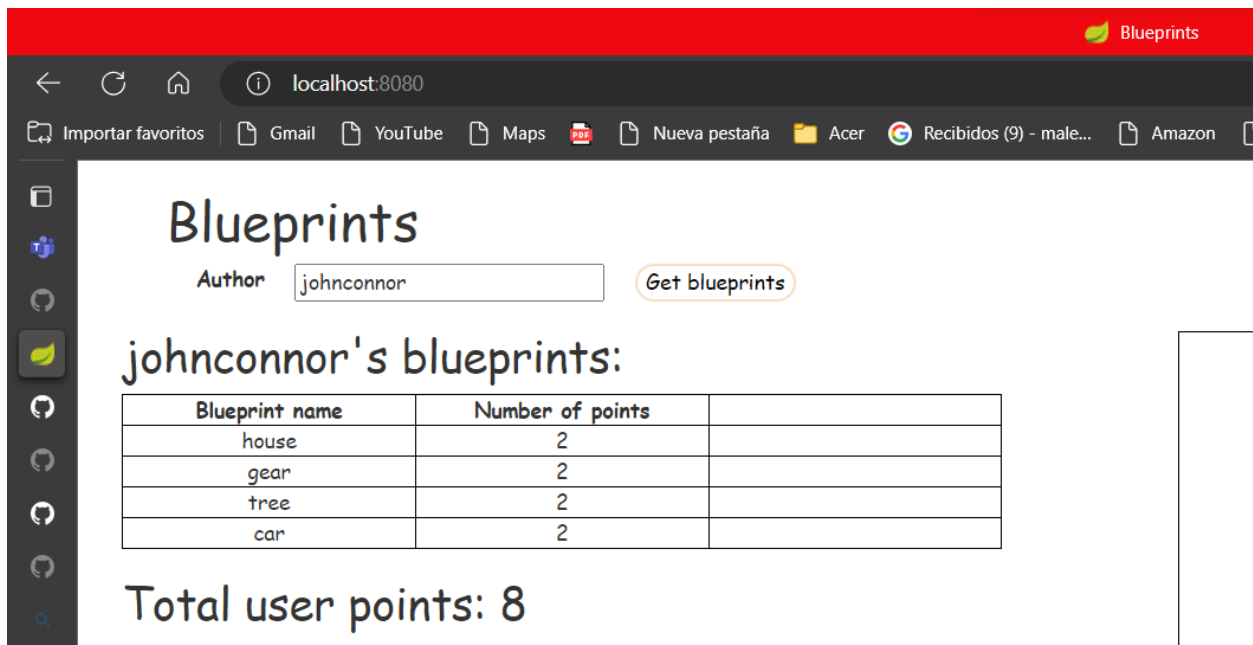 Blueprints
localhost:8080
Importar favoritos Gmail YouTube Maps PDF Nueva pestaña Acer Recibidos (9) - male... Amazon
Blueprints
Author johnconnor Get blueprints
johnconnor's blueprints:
Blueprint name Number of points
house 2
gear 2
tree 2
car 2
Total user points: 8